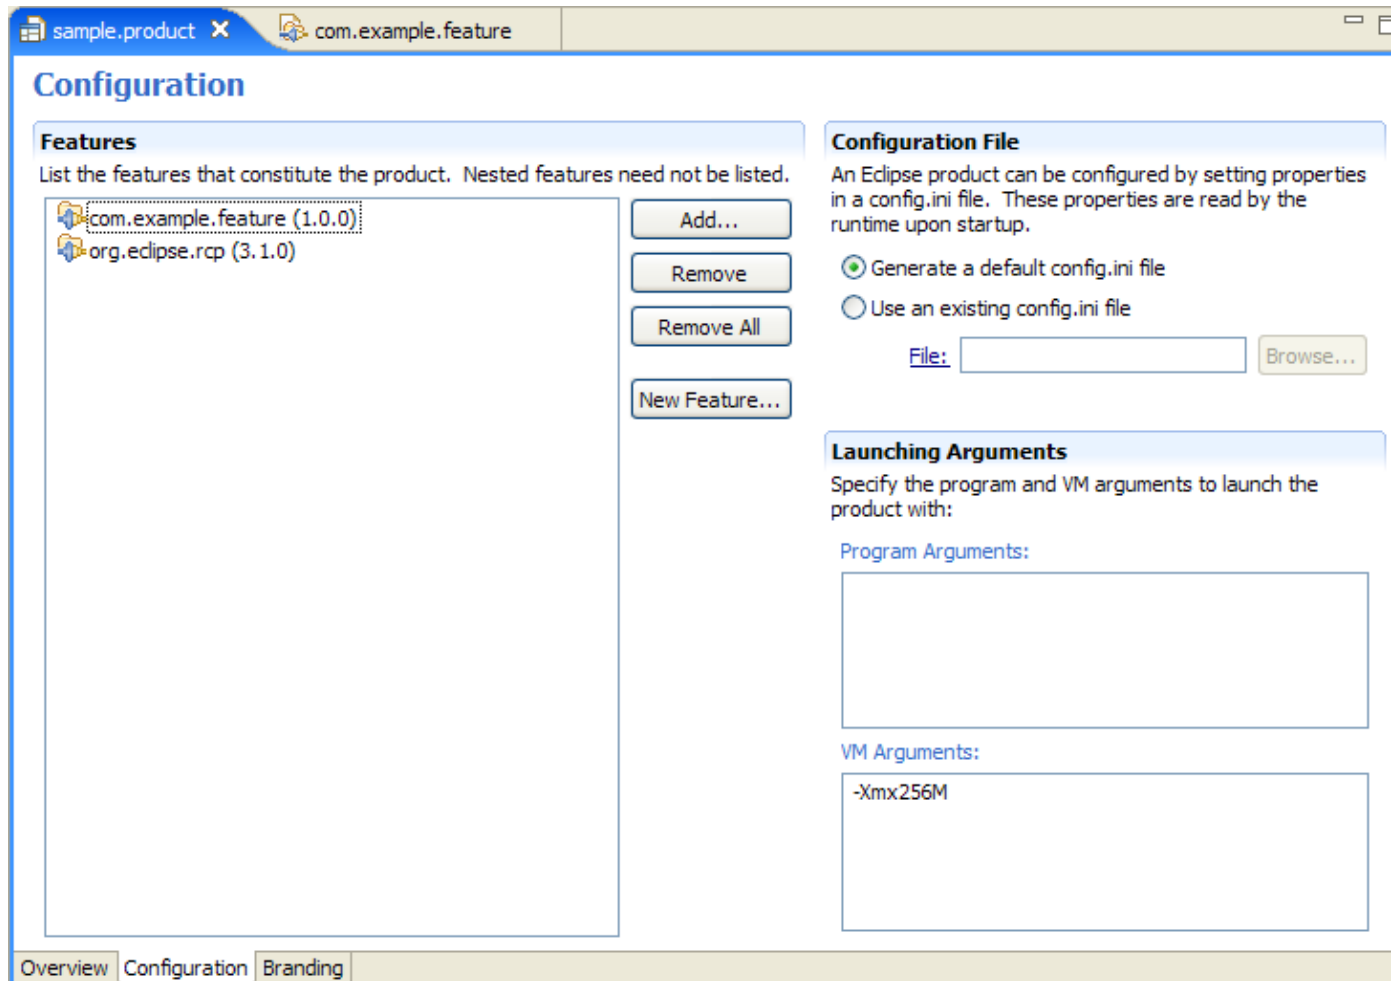 sample.product
com.example.feature
Configuration
Features
List the features that constitute the product.  Nested features need not be listed.
com.example.feature (1.0.0)
org.eclipse.rcp (3.1.0)
Add...
Remove
Remove All
New Feature...
Configuration File
An Eclipse product can be configured by setting properties
in a config.ini file.  These properties are read by the
runtime upon startup.
Generate a default config.ini file
Use an existing config.ini file
File:
Browse...
Launching Arguments
Specify the program and VM arguments to launch the
product with:
Program Arguments:
VM Arguments:
-Xmx256M
Overview
Configuration
Branding